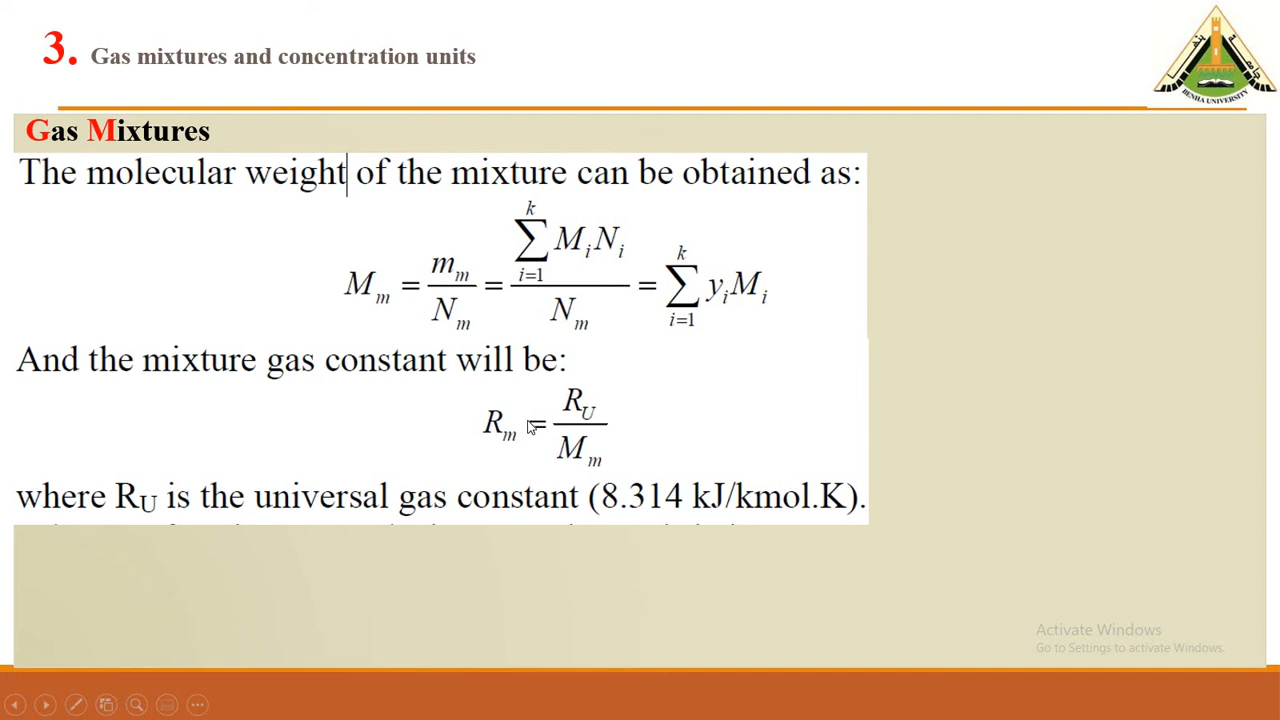 3. Gas mixtures and concentration units
BENHA UNIVERSITY
Gas Mixtures
The molecular weight of the mixture can be obtained as:
M_m = m_m / N_m = ∑_{i=1}^{k} M_i N_i / N_m = ∑_{i=1}^{k} y_i M_i
And the mixture gas constant will be:
R_m = R_U / M_m
where R_U is the universal gas constant (8.314 kJ/kmol.K).
Activate Windows
Go to Settings to activate Windows.